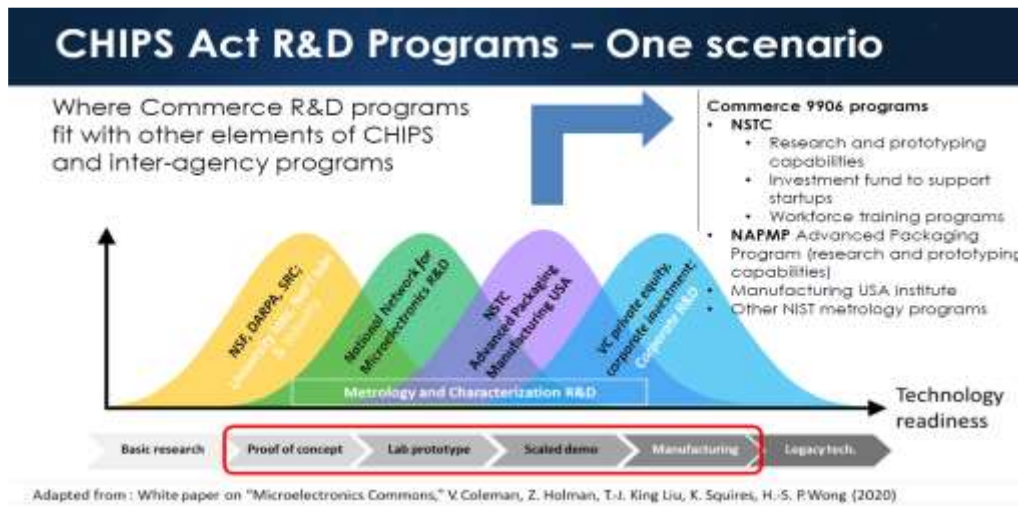 CHIPS Act R&D Programs – One scenario
Where Commerce R&D programs
fit with other elements of CHIPS
and inter-agency programs
Commerce 9906 programs
• NSTC
• Research and prototyping
capabilities
• Investment fund to support
startups
• Workforce training programs
• NAPMP Advanced Packaging
Program (research and prototyping
capabilities)
• Manufacturing USA Institute
• Other NIST metrology programs
NSF, DARPA, SRC;
National Network for
Microelectronics R&D
NSTC
Advanced Packaging
Manufacturing USA
VC private equity,
corporate investment;
Corporate R&D
Metrology and Characterization R&D
Technology
readiness
Basic research
Proof of concept
Lab prototype
Scaled demo
Manufacturing
Legacy tech.
Adapted from : White paper on "Microelectronics Commons," V. Coleman, Z. Holman, T.-J. King Liu, K. Squires, H.-S. P. Wong (2020)